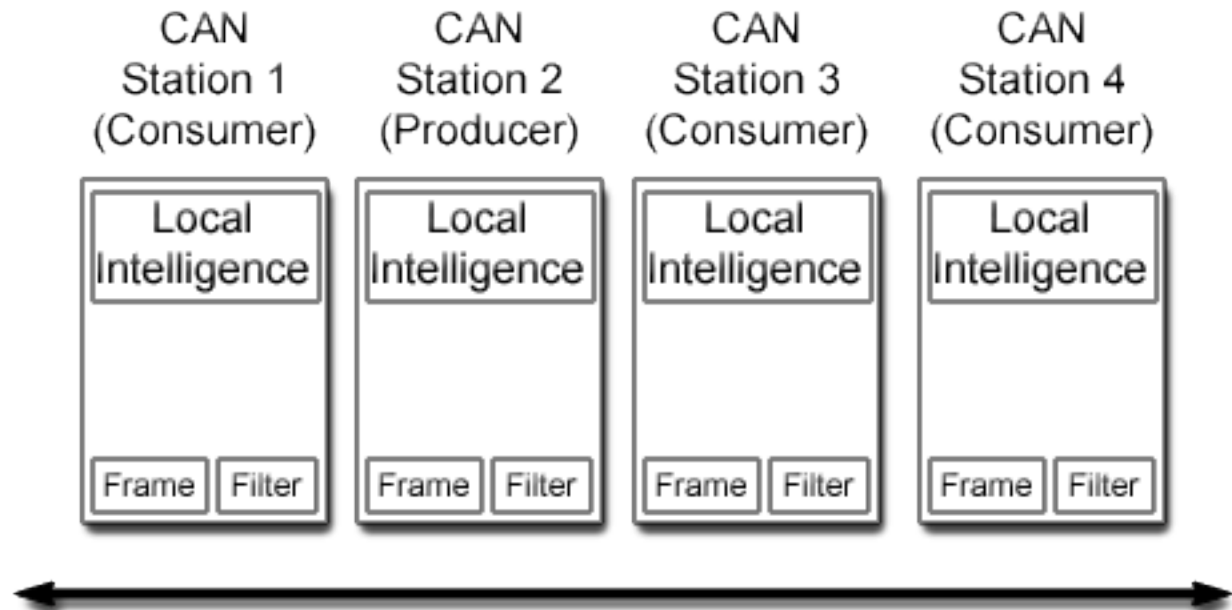 CAN
Station 1
(Consumer)
Local
Intelligence
Frame
Filter
CAN
Station 2
(Producer)
Local
Intelligence
Frame
Filter
CAN
Station 3
(Consumer)
Local
Intelligence
Frame
Filter
CAN
Station 4
(Consumer)
Local
Intelligence
Frame
Filter